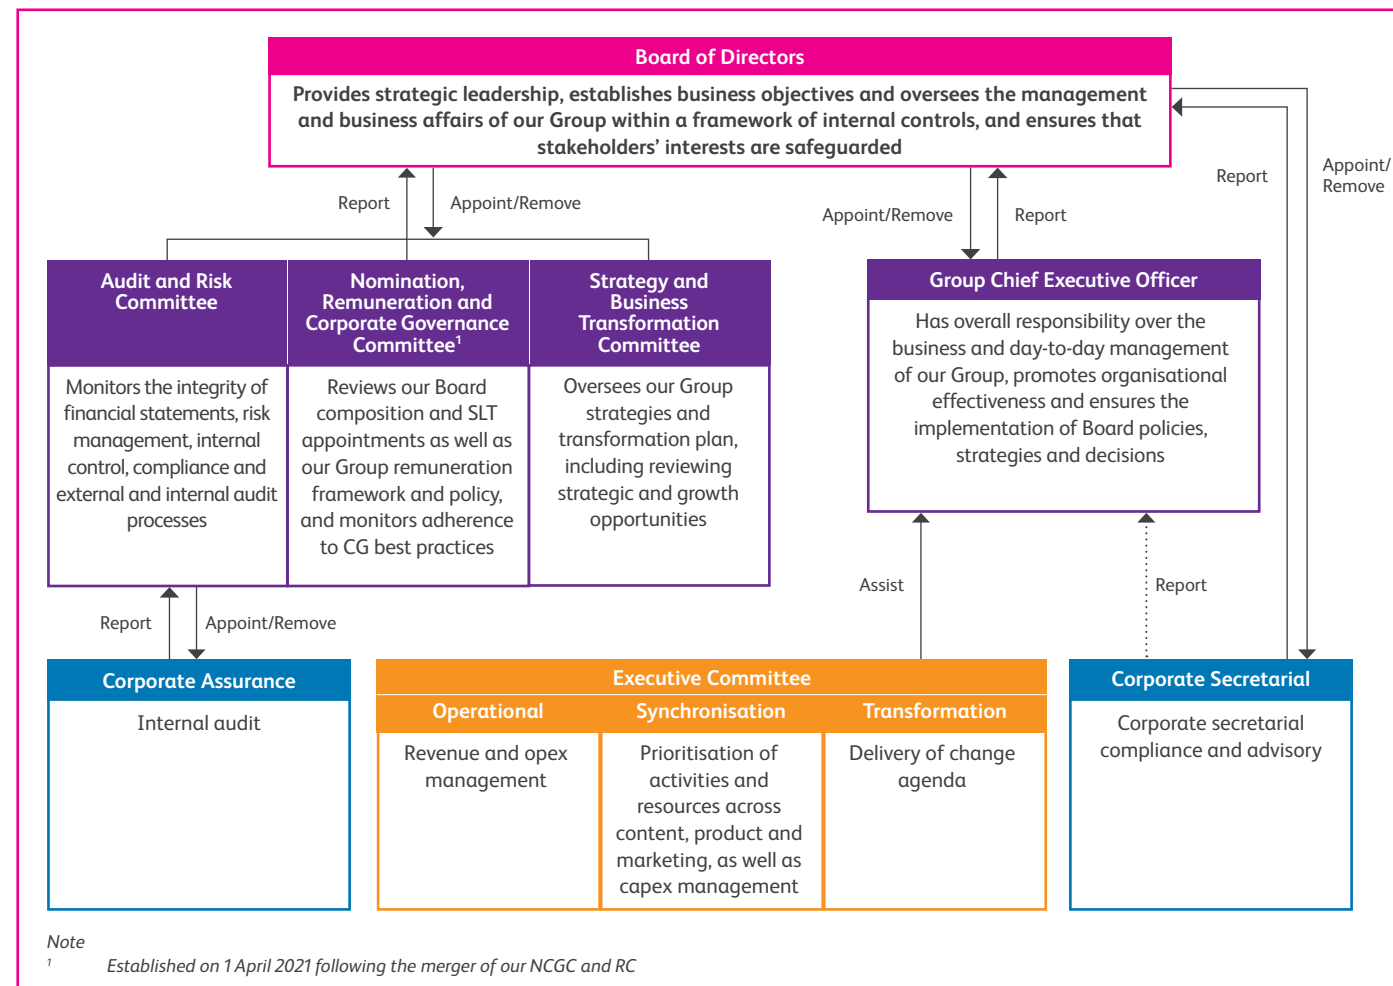 Board of Directors
Provides strategic leadership, establishes business objectives and oversees the management
and business affairs of our Group within a framework of internal controls, and ensures that
stakeholders’ interests are safeguarded
Report
Appoint/Remove
Appoint/Remove
Report
Report
Appoint/
Remove
Audit and Risk
Committee
Monitors the integrity of
financial statements, risk
management, internal
control, compliance and
external and internal audit
processes
Nomination,
Remuneration and
Corporate Governance
Committee¹
Reviews our Board
composition and SLT
appointments as well as
our Group remuneration
framework and policy,
and monitors adherence
to CG best practices
Strategy and
Business
Transformation
Committee
Oversees our Group
strategies and
transformation plan,
including reviewing
strategic and growth
opportunities
Group Chief Executive Officer
Has overall responsibility over the
business and day-to-day management
of our Group, promotes organisational
effectiveness and ensures the
implementation of Board policies,
strategies and decisions
Report
Appoint/Remove
Assist
Report
Corporate Assurance
Internal audit
Executive Committee
Operational
Revenue and opex
management
Synchronisation
Prioritisation of
activities and
resources across
content, product and
marketing, as well as
capex management
Transformation
Delivery of change
agenda
Corporate Secretarial
Corporate secretarial
compliance and advisory
Note
¹ Established on 1 April 2021 following the merger of our NCGC and RC